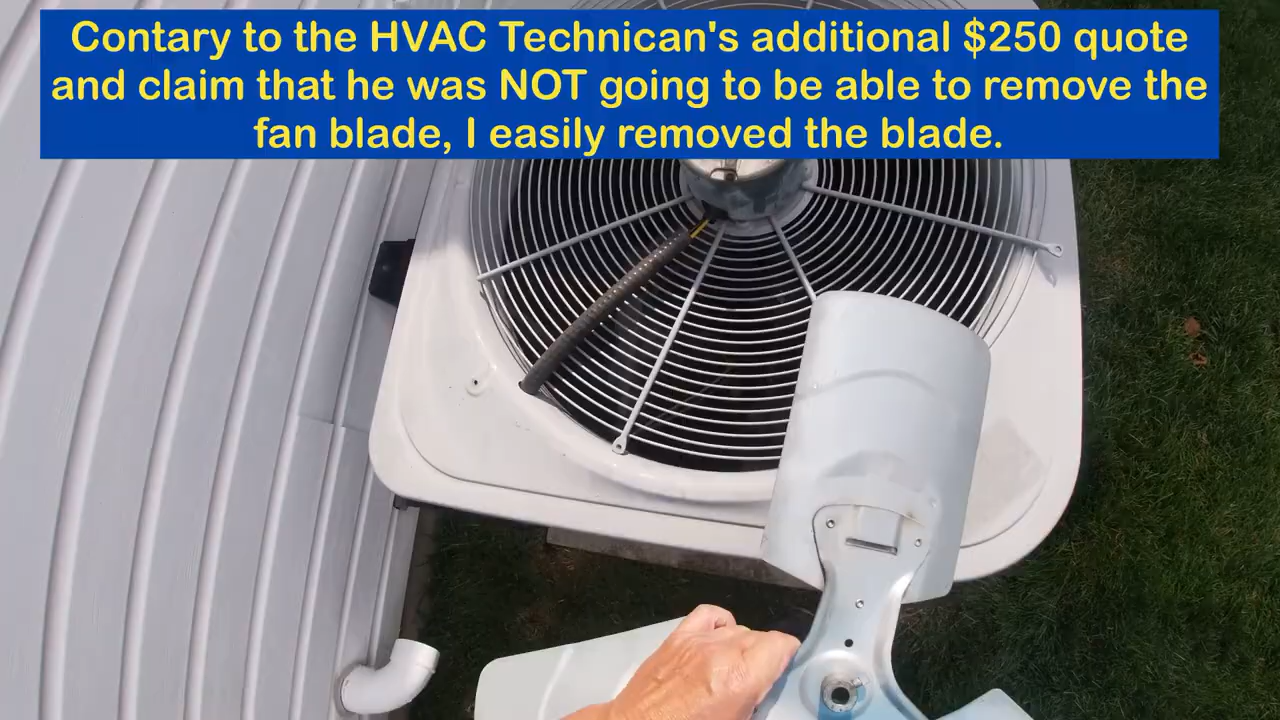 Contary to the HVAC Technican's additional $250 quote
and claim that he was NOT going to be able to remove the
fan blade, I easily removed the blade.